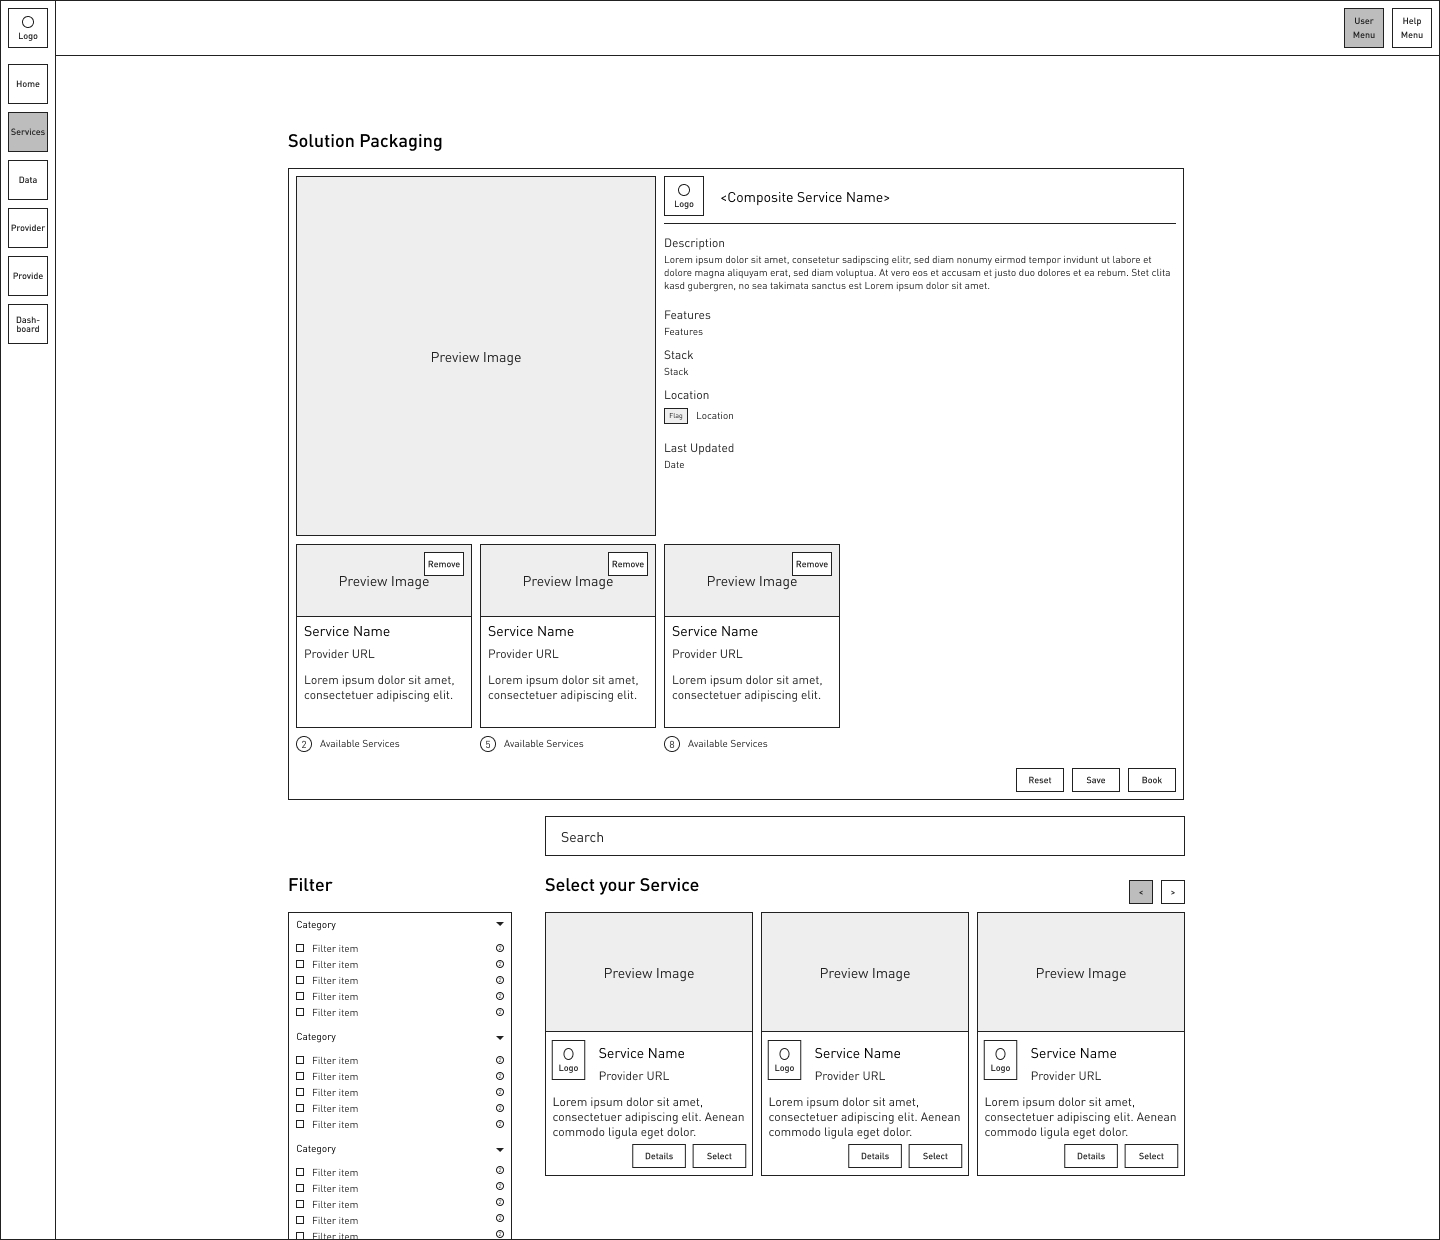 Logo
User
Menu
Help
Menu
Home
Services
Data
Provider
Provide
Dash-
board
Solution Packaging
Preview Image
Logo
<Composite Service Name>
Description
Lorem ipsum dolor sit amet, consetetur sadipscing elitr, sed diam nonumy eirmod tempor invidunt ut labore et
dolore magna aliquyam erat, sed diam voluptua. At vero eos et accusam et justo duo dolores et ea rebum. Stet clita
kasd gubergren, no sea takimata sanctus est Lorem ipsum dolor sit amet.
Features
Features
Stack
Stack
Location
Flag
Location
Last Updated
Date
Remove
Preview Image
Service Name
Provider URL
Lorem ipsum dolor sit amet,
consectetuer adipiscing elit.
2 Available Services
Remove
Preview Image
Service Name
Provider URL
Lorem ipsum dolor sit amet,
consectetuer adipiscing elit.
5 Available Services
Remove
Preview Image
Service Name
Provider URL
Lorem ipsum dolor sit amet,
consectetuer adipiscing elit.
8 Available Services
Reset
Save
Book
Search
Filter
Category
Filter item
Filter item
Filter item
Filter item
Filter item
Category
Filter item
Filter item
Filter item
Filter item
Filter item
Category
Filter item
Filter item
Filter item
Filter item
Filter item
Select your Service
<
>
Preview Image
Logo
Service Name
Provider URL
Lorem ipsum dolor sit amet,
consectetuer adipiscing elit. Aenean
commodo ligula eget dolor.
Details
Select
Preview Image
Logo
Service Name
Provider URL
Lorem ipsum dolor sit amet,
consectetuer adipiscing elit. Aenean
commodo ligula eget dolor.
Details
Select
Preview Image
Logo
Service Name
Provider URL
Lorem ipsum dolor sit amet,
consectetuer adipiscing elit. Aenean
commodo ligula eget dolor.
Details
Select